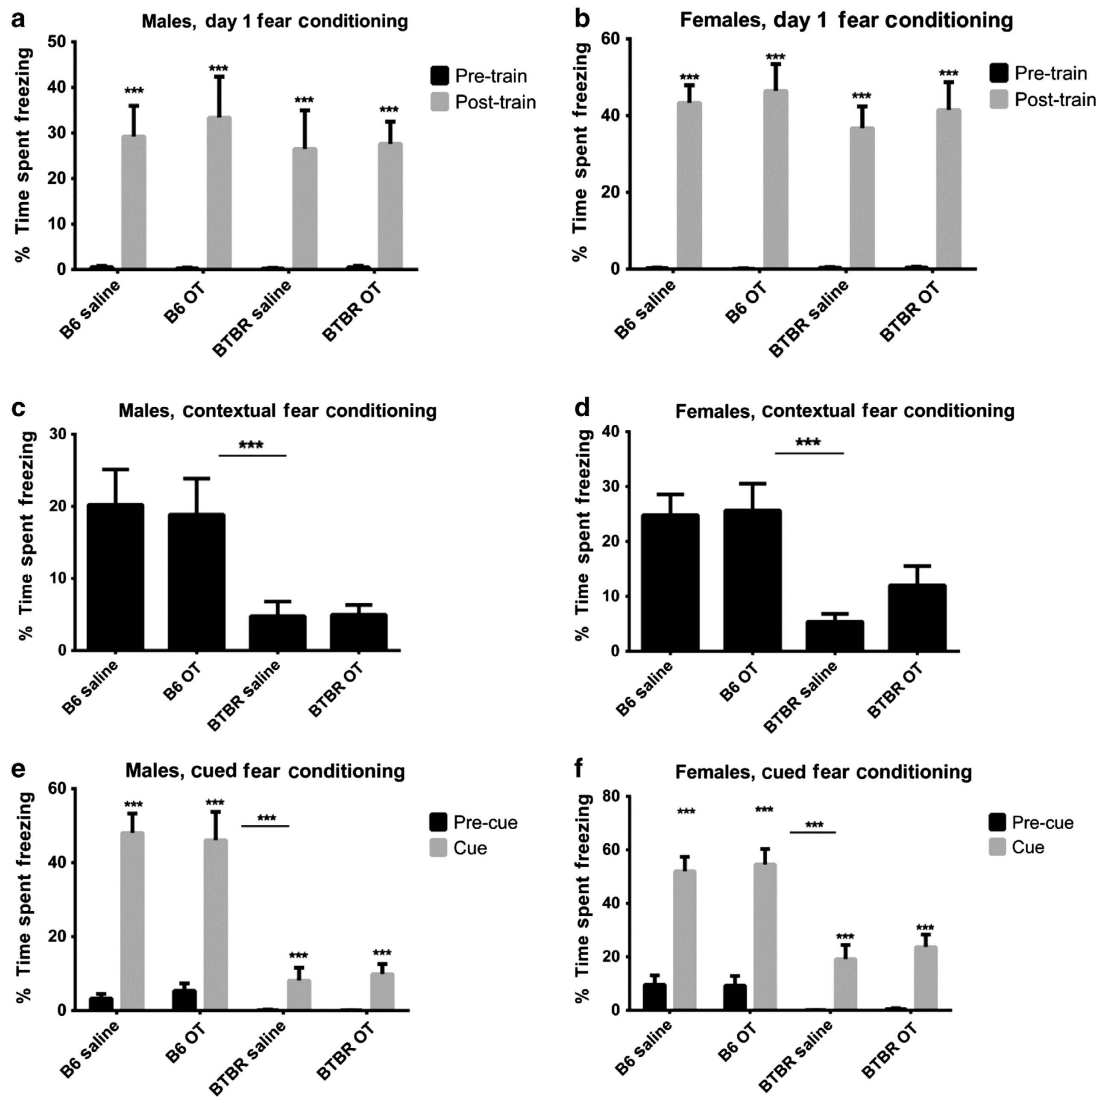 a
Males, day 1 fear conditioning
% Time spent freezing
50
40
30
20
10
0
***
***
***
***
Pre-train
Post-train
B6 saline
B6 OT
BTBR saline
BTBR OT
b
Females, day 1 fear conditioning
% Time spent freezing
60
40
20
0
***
***
***
***
Pre-train
Post-train
B6 saline
B6 OT
BTBR saline
BTBR OT
c
Males, contextual fear conditioning
% Time spent freezing
30
20
10
0
***
B6 saline
B6 OT
BTBR saline
BTBR OT
d
Females, contextual fear conditioning
% Time spent freezing
40
30
20
10
0
***
B6 saline
B6 OT
BTBR saline
BTBR OT
e
Males, cued fear conditioning
% Time spent freezing
60
40
20
0
***
***
***
***
***
Pre-cue
Cue
B6 saline
B6 OT
BTBR saline
BTBR OT
f
Females, cued fear conditioning
% Time spent freezing
80
60
40
20
0
***
***
***
***
***
Pre-cue
Cue
B6 saline
B6 OT
BTBR saline
BTBR OT